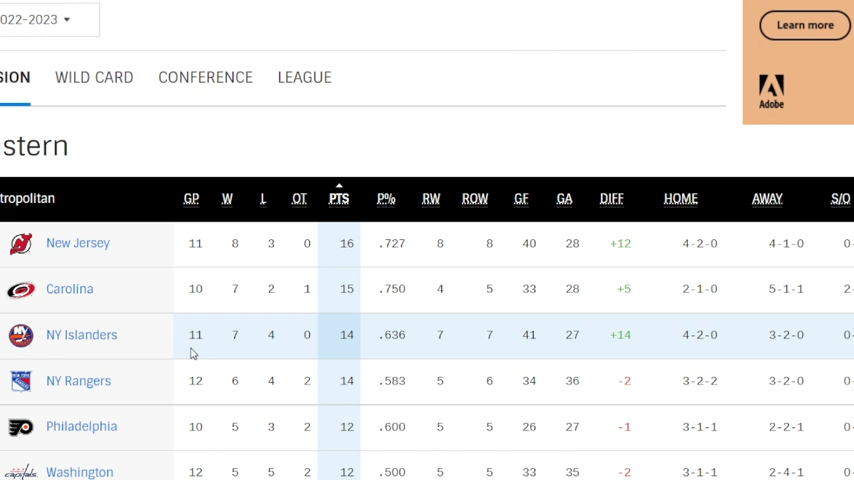 022-2023
Learn more
Adobe
SION WILD CARD CONFERENCE LEAGUE
stern
tropolitan GP W L OT PTS P% RW ROW GF GA DIFF HOME AWAY S/O
New Jersey 11 8 3 0 16 .727 8 8 40 28 +12 4-2-0 4-1-0 0-
Carolina 10 7 2 1 15 .750 4 5 33 28 +5 2-1-0 5-1-1 2-
NY Islanders 11 7 4 0 14 .636 7 7 41 27 +14 4-2-0 3-2-0 0-
NY Rangers 12 6 4 2 14 .583 5 6 34 36 -2 3-2-2 3-2-0 0-
Philadelphia 10 5 3 2 12 .600 5 5 26 27 -1 3-1-1 2-2-1 0-
capitals Washington 12 5 5 2 12 .500 5 5 33 35 -2 3-1-1 2-4-1 0-